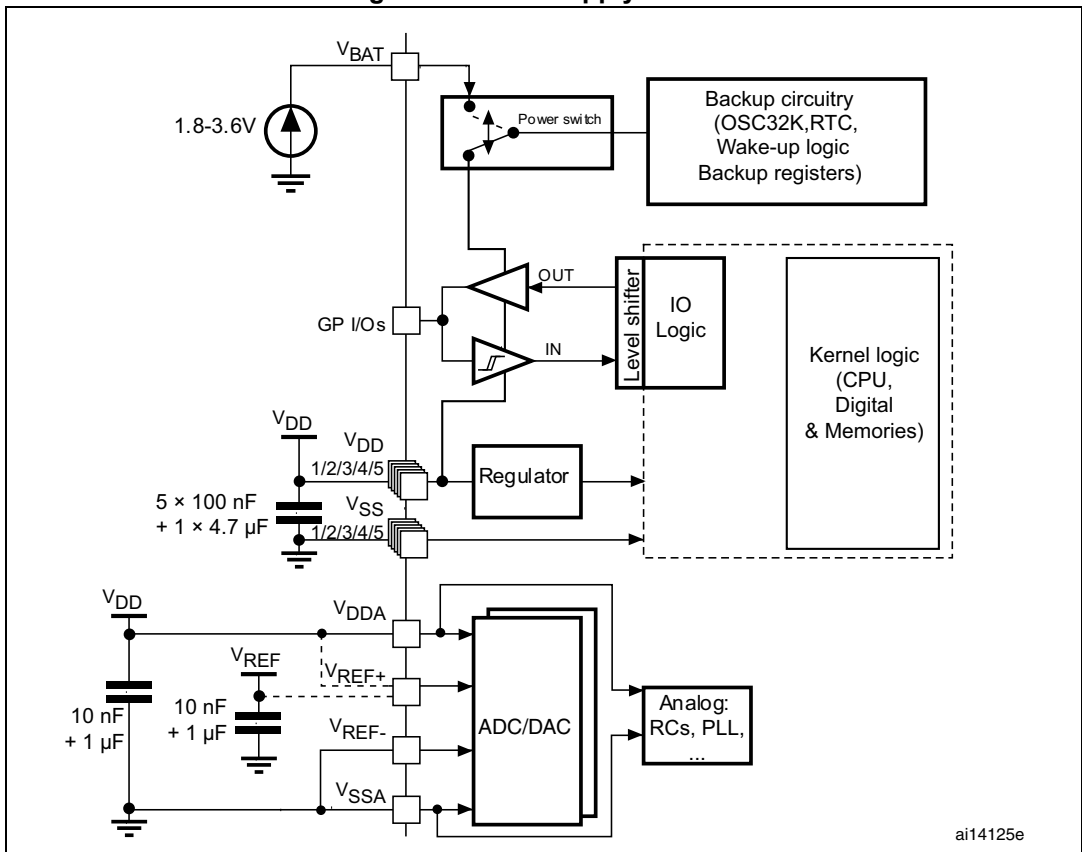 VBAT
1.8-3.6V
Power switch
Backup circuitry
(OSC32K,RTC,
Wake-up logic
Backup registers)
GP I/Os
OUT
IN
Level shifter
IO
Logic
Kernel logic
(CPU,
Digital
& Memories)
VDD
VDD
1/2/3/4/5
Regulator
5 × 100 nF
+ 1 × 4.7 µF
VSS
1/2/3/4/5
VDD
VDDA
VREF
VREF+
10 nF
+ 1 µF
10 nF
+ 1 µF
VREF-
VSSA
ADC/DAC
Analog:
RCs, PLL,
...
ai14125e